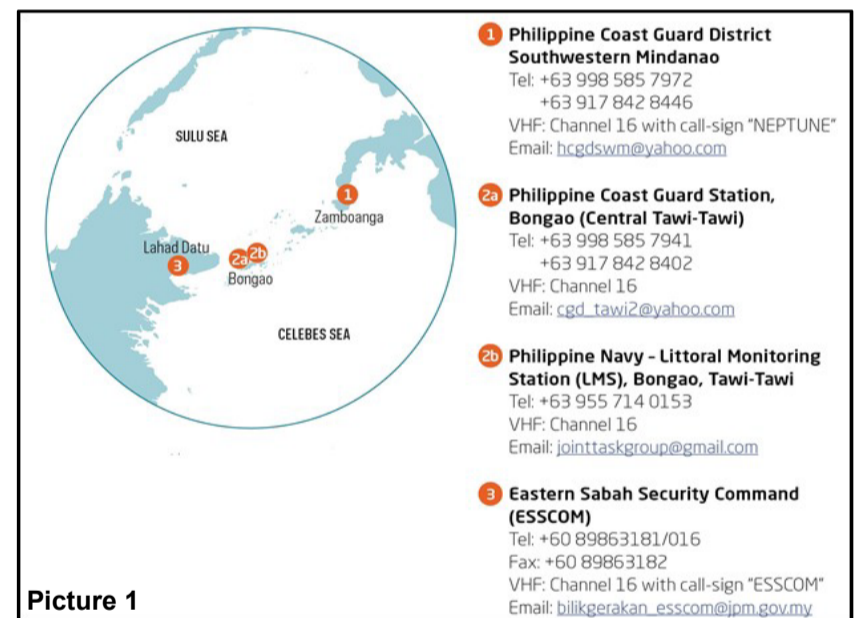 SULU SEA
1
Zamboanga
Lahad Datu
3
2a
2b
Bongao
CELEBES SEA
Picture 1
1 Philippine Coast Guard District
Southwestern Mindanao
Tel: +63 998 585 7972
+63 917 842 8446
VHF: Channel 16 with call-sign "NEPTUNE"
Email: hcgdswm@yahoo.com
2a Philippine Coast Guard Station,
Bongao (Central Tawi-Tawi)
Tel: +63 998 585 7941
+63 917 842 8402
VHF: Channel 16
Email: cgd_tawi2@yahoo.com
2b Philippine Navy - Littoral Monitoring
Station (LMS), Bongao, Tawi-Tawi
Tel: +63 955 714 0153
VHF: Channel 16
Email: jointtaskgroup@gmail.com
3 Eastern Sabah Security Command
(ESSCOM)
Tel: +60 89863181/016
Fax: +60 89863182
VHF: Channel 16 with call-sign "ESSCOM"
Email: bilikgerakan_esscom@jpm.gov.my